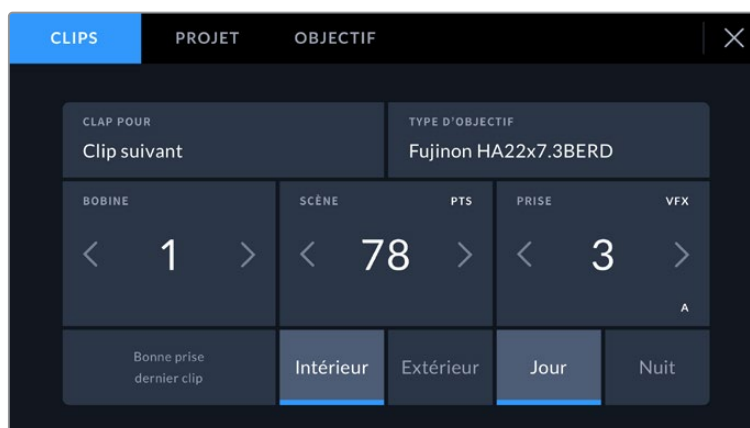 CLIPS PROJET OBJECTIF
CLAP POUR TYPE D'OBJECTIF
Clip suivant Fujinon HA22x7.3BERD
BOBINE SCÈNE PTS PRISE VFX
1 78 3
A
Bonne prise
dernier clip
Intérieur Extérieur Jour Nuit